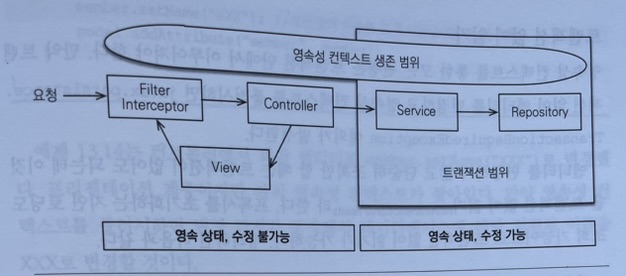 영속성 컨텍스트 생존 범위
요청
Filter
Interceptor
Controller
Service
Repository
View
트랜잭션 범위
영속 상태, 수정 불가능
영속 상태, 수정 가능